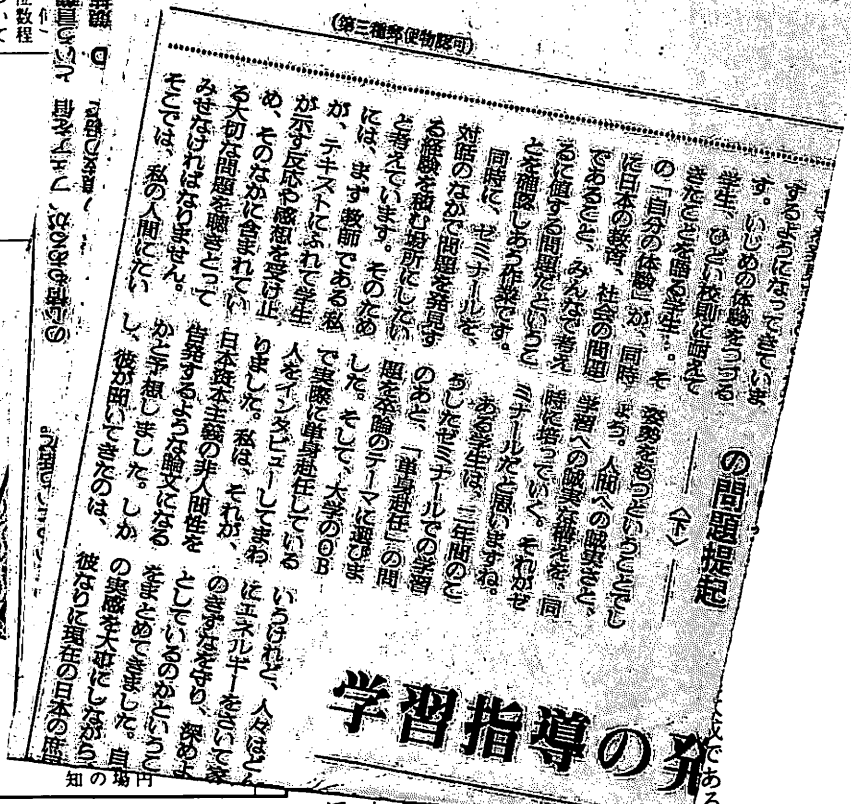 (第三種郵便物認可)
するようになってきていま
す。いじめの体験をつづる
学生、ひどい校則に耐えて
きたことを語る学生…。そ
の「自分の体験」が、同時
に日本の教育、社会の問題
であること、みんなで考え
るに値する問題だというこ
とを確認しあう作業です。
同時に、ゼミナールを、
対話のなかで問題を発見す
る経験を積む場所にしたい
と考えています。そのため
には、まず教師である私
が、テキストにふれて学生
が示す反応や感想を受け止
め、そのなかに含まれてい
る大切な問題を聴きとって
みせなければなりません。
そこでは、私の人間にたい
姿勢をもつということでし
ょう。人間への誠実さと、
学習への誠実な構えを、同
時に培っていく。それがゼ
ミナールだと思いますね。
ある学生は、三年間のこ
うしたゼミナールでの学習
のあと、「単身赴任」の問
題を卒論のテーマに選びま
した。そして、大学のOB
で実際に単身赴任している
人をインタビューしてまわ
りました。私は、それが、
日本資本主義の非人間性を
告発するような論文になる
かと予想しました。しか
し、彼が聞いてきたのは、
いうけれど、人々はどん
にエネルギーをさいて家
のきずなを守り、深めよ
としているのかというこ
をまとめてきました。自
の実感を大事にしながら
彼なりに現在の日本の
の問題提起
〈下〉
学習指導の発